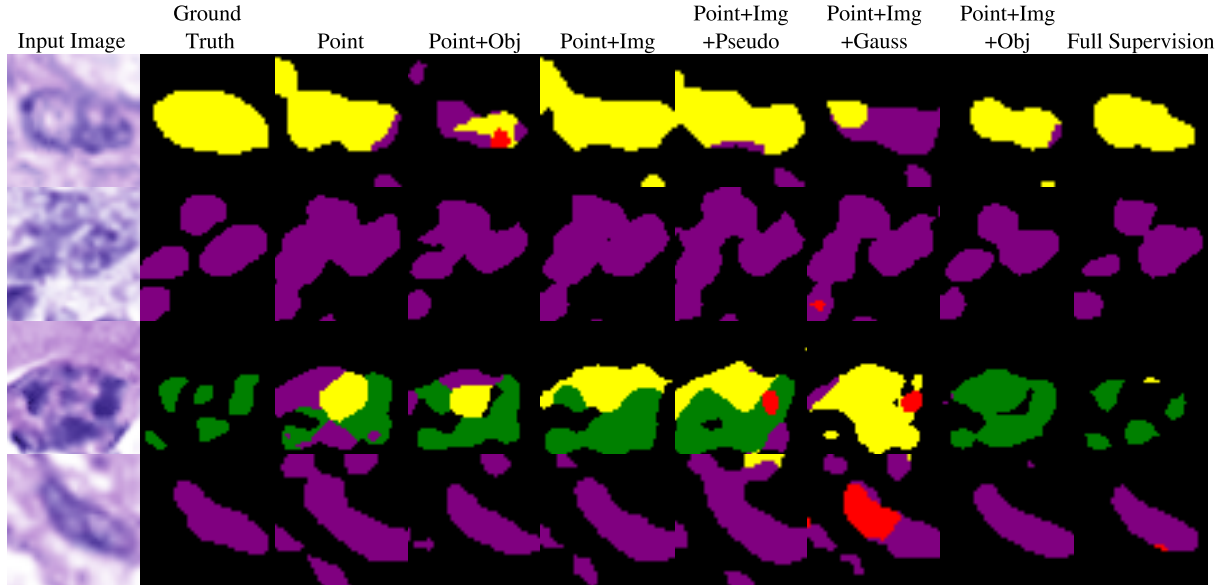 Input Image
Ground
Truth
Point
Point+Obj
Point+Img
Point+Img
+Pseudo
Point+Img
+Gauss
Point+Img
+Obj
Full Supervision